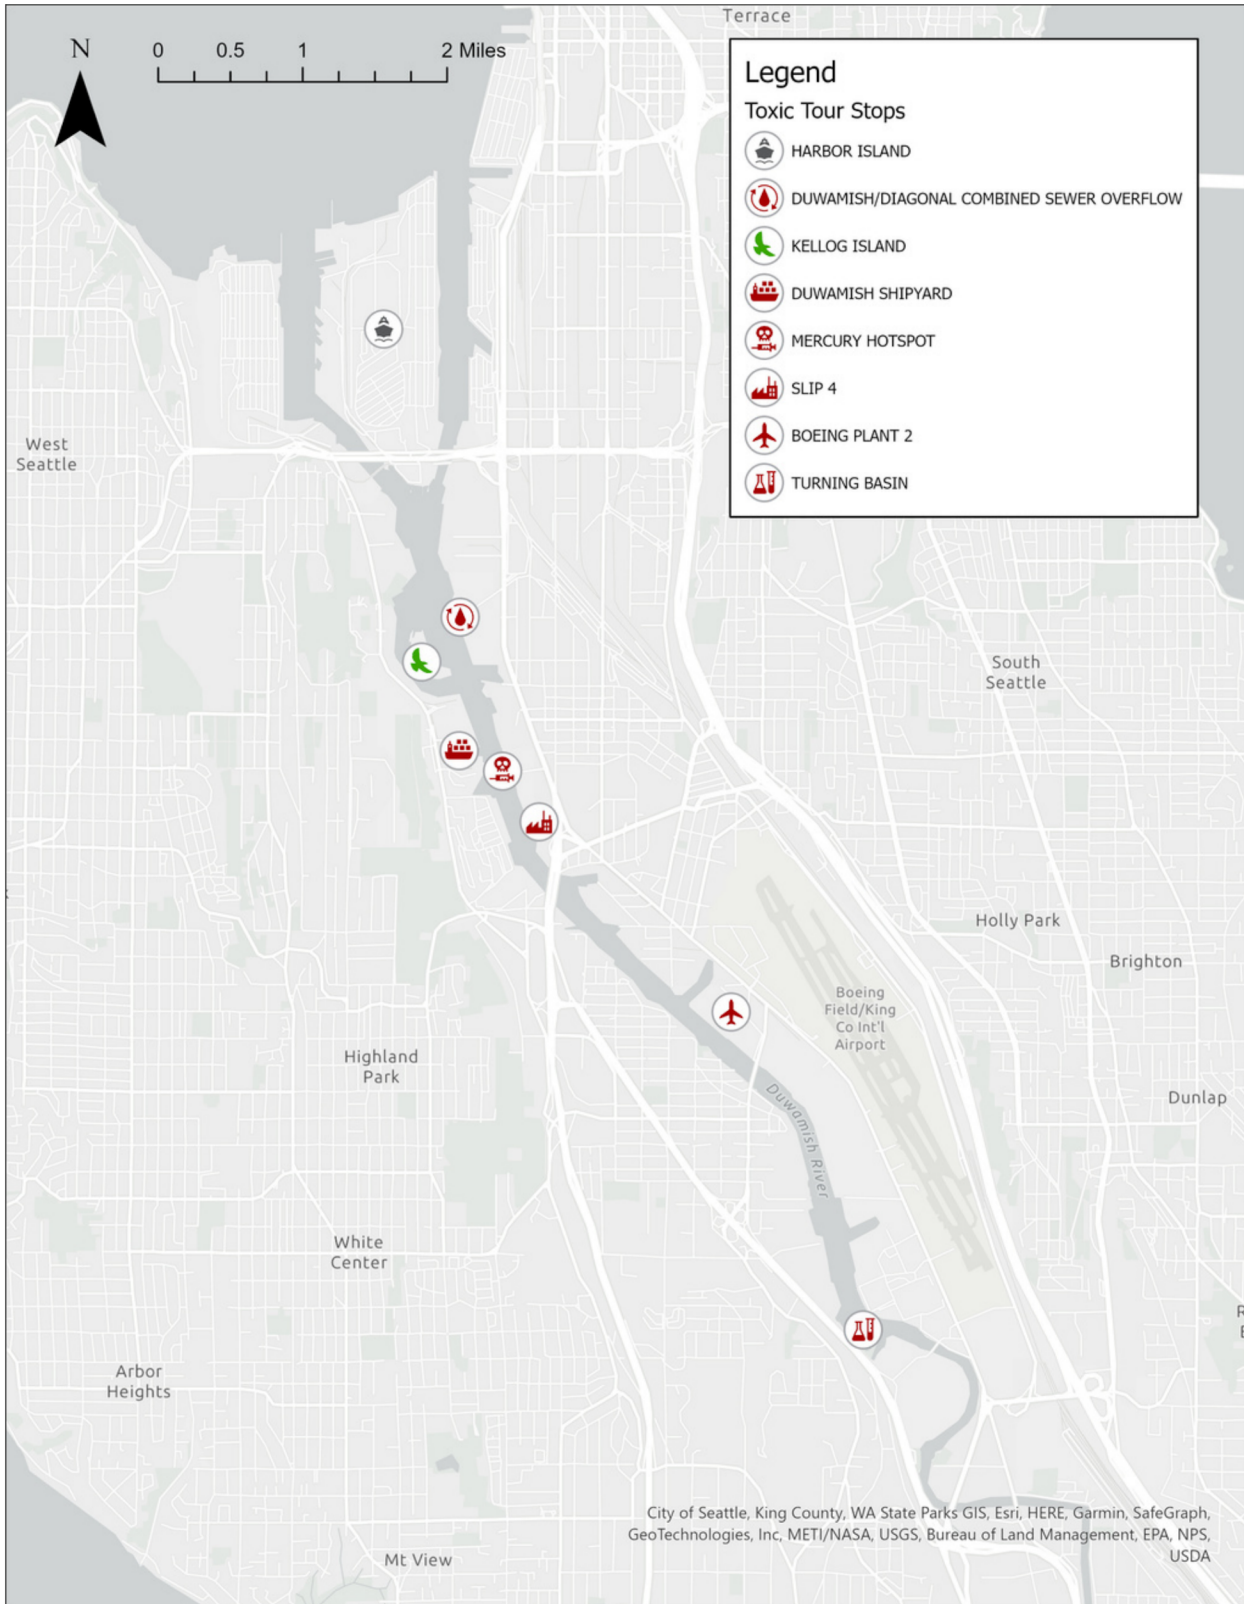 Terrace
N
0 0.5 1 2 Miles
Legend
Toxic Tour Stops
HARBOR ISLAND
DUWAMISH/DIAGONAL COMBINED SEWER OVERFLOW
KELLOG ISLAND
DUWAMISH SHIPYARD
MERCURY HOTSPOT
SLIP 4
BOEING PLANT 2
TURNING BASIN
West
Seattle
South
Seattle
Holly Park
Brighton
Boeing
Field/King
Co Int'l
Airport
Highland
Park
Dunlap
Duwamish River
White
Center
Arbor
Heights
Mt View
City of Seattle, King County, WA State Parks GIS, Esri, HERE, Garmin, SafeGraph,
GeoTechnologies, Inc, METI/NASA, USGS, Bureau of Land Management, EPA, NPS,
USDA